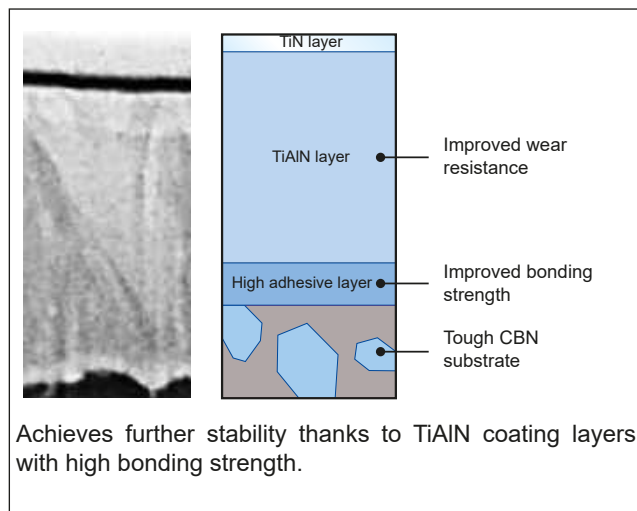 TiN layer
TiAlN layer
Improved wear
resistance
High adhesive layer
Improved bonding
strength
Tough CBN
substrate
Achieves further stability thanks to TiAlN coating layers
with high bonding strength.